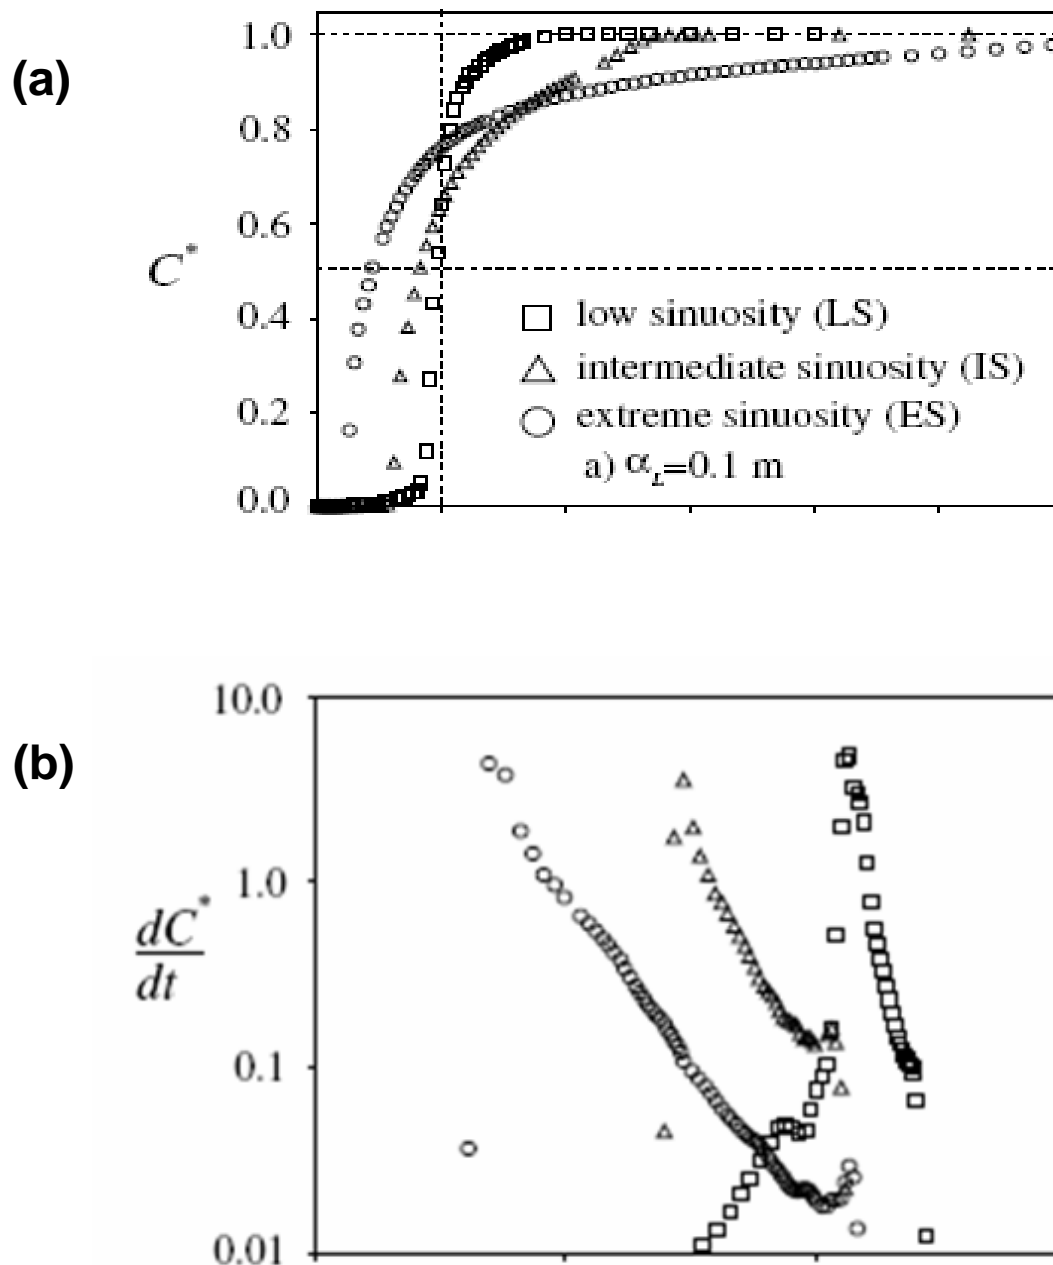 (a)
1.0
0.8
0.6
C*
0.4
0.2
0.0
low sinuosity (LS)
intermediate sinuosity (IS)
extreme sinuosity (ES)
a) α_L=0.1 m
(b)
10.0
1.0
dC*
dt
0.1
0.01